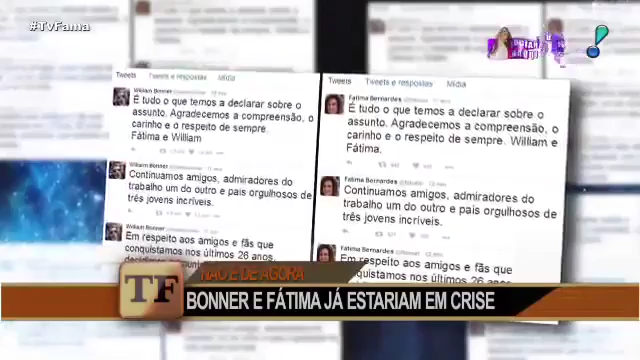 #TvFama
Tweets Tweets e respostas Mídia
William Bonner
É tudo o que temos a declarar sobre o
assunto. Agradecemos a compreensão, o
carinho e o respeito de sempre.
Fátima e William
William Bonner
Continuamos amigos, admiradores do
trabalho um do outro e pais orgulhosos de
três jovens incríveis.
William Bonner
Em respeito aos amigos e fãs que
conquistamos nos últimos 26 anos,
Tweets Tweets e respostas Mídia
Fatima Bernardes
É tudo o que temos a declarar sobre o
assunto. Agradecemos a compreensão, o
carinho e o respeito de sempre. William e
Fátima.
Fatima Bernardes
Continuamos amigos, admiradores do
trabalho um do outro e pais orgulhosos de
três jovens incríveis.
Fatima Bernardes
Em respeito aos amigos e fãs que
conquistamos nos últimos 26 anos,
NÃO É DE AGORA
TF
BONNER E FÁTIMA JÁ ESTARIAM EM CRISE